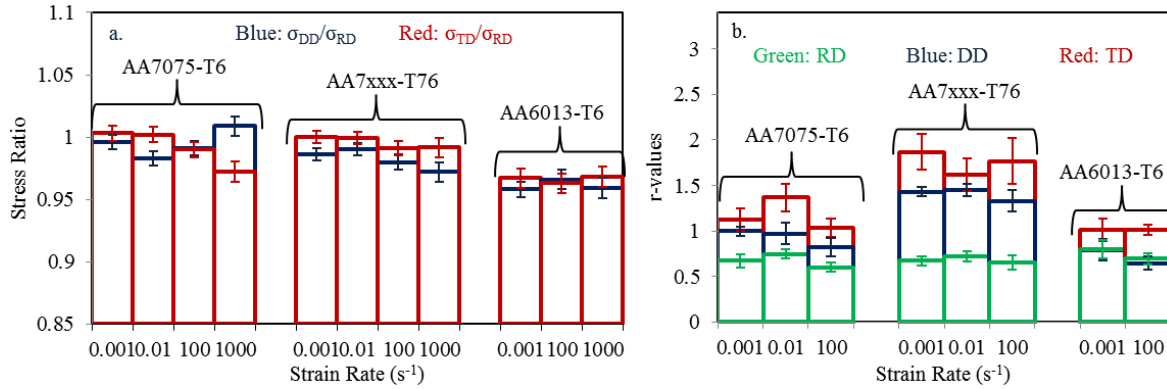 a.
Blue: σDD/σRD
Red: σTD/σRD
AA7075-T6
AA7xxx-T76
AA6013-T6
1.1
1.05
1
0.95
0.9
0.85
Stress Ratio
0.001 0.01 100 1000
0.001 0.01 100 1000
0.001 100 1000
Strain Rate (s⁻¹)
b.
Green: RD
Blue: DD
Red: TD
AA7xxx-T76
AA7075-T6
AA6013-T6
3
2.5
2
1.5
1
0.5
0
r-values
0.001 0.01 100
0.001 0.01 100
0.001 100
Strain Rate (s⁻¹)